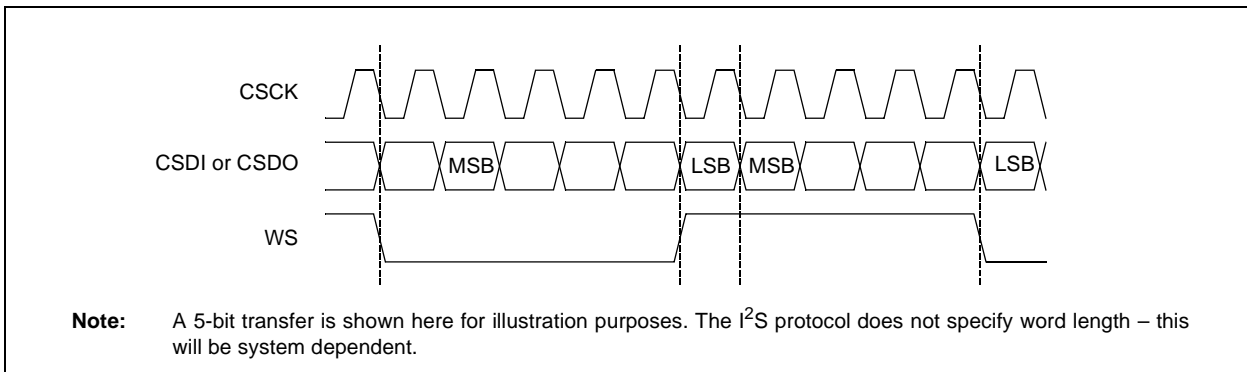 CSCK
CSDI or CSDO
MSB
LSB
MSB
LSB
WS
Note: A 5-bit transfer is shown here for illustration purposes. The I²S protocol does not specify word length – this
will be system dependent.